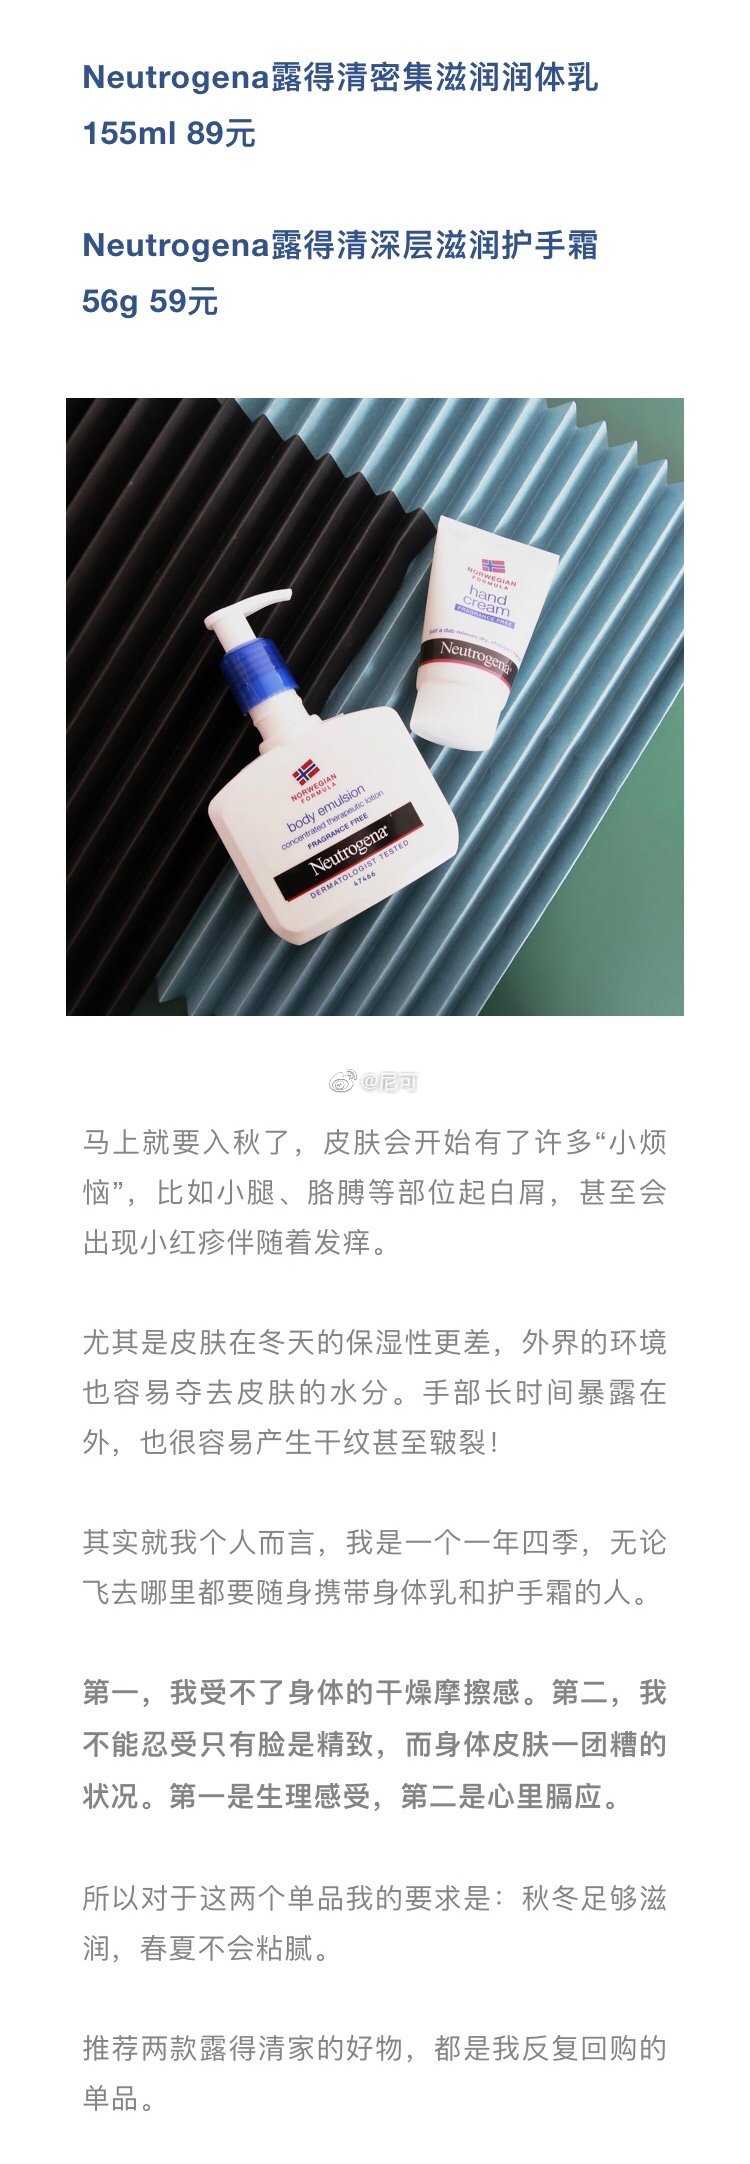 Neutrogena露得清密集滋润润体乳
155ml 89元
Neutrogena露得清深层滋润护手霜
56g 59元
NORWEGIAN
FORMULA
hand
cream
FRAGRANCE FREE
Neutrogena
NORWEGIAN
FORMULA
body emulsion
concentrated therapeutic lotion
FRAGRANCE FREE
Neutrogena®
DERMATOLOGIST TESTED
47466
@尼可
马上就要入秋了，皮肤会开始有了许多“小烦
恼”，比如小腿、胳膊等部位起白屑，甚至会
出现小红疹伴随着发痒。
尤其是皮肤在冬天的保湿性更差，外界的环境
也容易夺去皮肤的水分。手部长时间暴露在
外，也很容易产生干纹甚至皲裂！
其实就我个人而言，我是一个一年四季，无论
飞去哪里都要随身携带身体乳和护手霜的人。
第一，我受不了身体的干燥摩擦感。第二，我
不能忍受只有脸是精致，而身体皮肤一团糟的
状况。第一是生理感受，第二是心里膈应。
所以对于这两个单品我的要求是：秋冬足够滋
润，春夏不会粘腻。
推荐两款露得清家的好物，都是我反复回购的
单品。